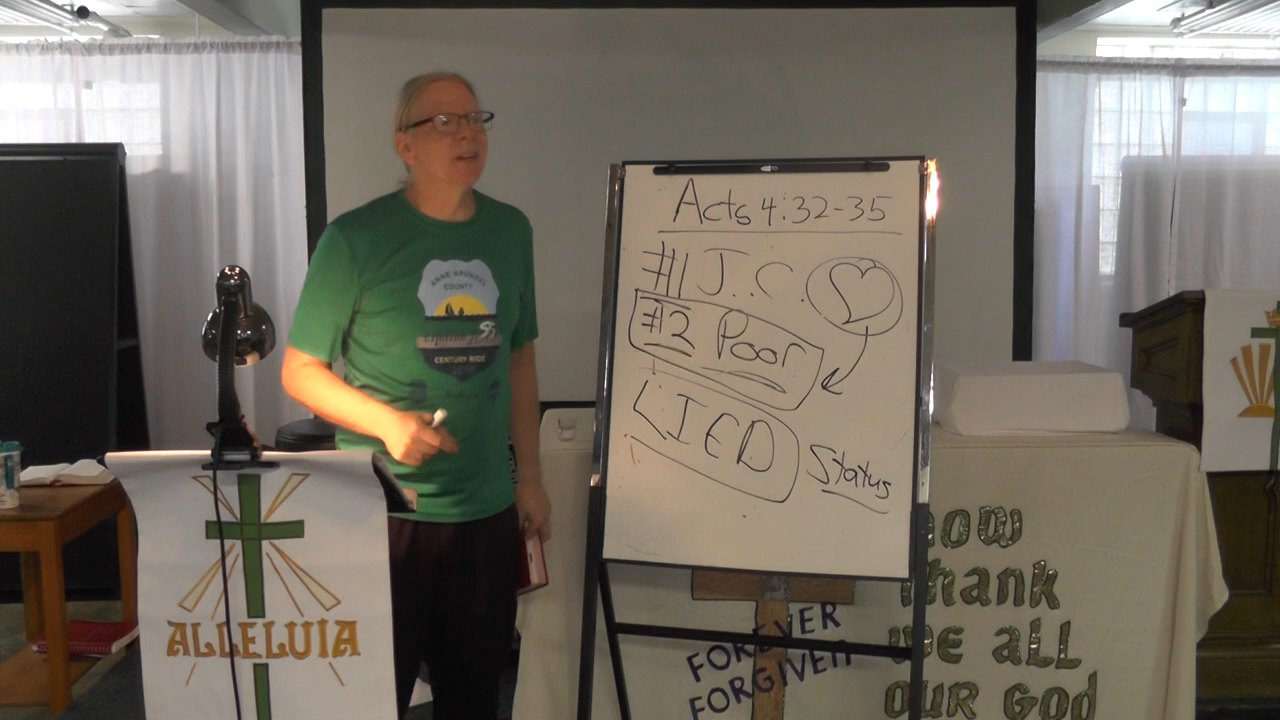 Acts 4:32-35
#1 J.C.
#2 Poor
LIED
Status
ANNE ARUNDEL
COUNTY
CENTURY RIDE
ALLELUIA
FOREVER
FORGIVEN
now
thank
we all
our God